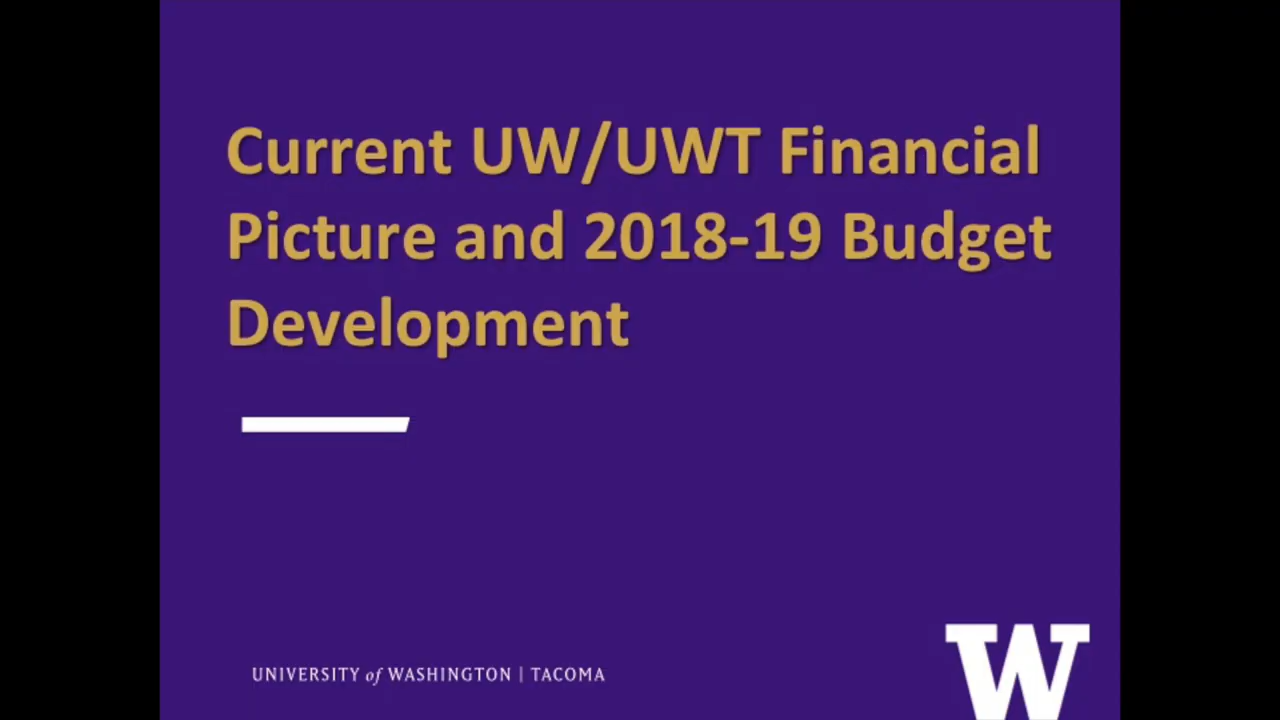 Current UW/UWT Financial
Picture and 2018-19 Budget
Development
UNIVERSITY of WASHINGTON | TACOMA
W